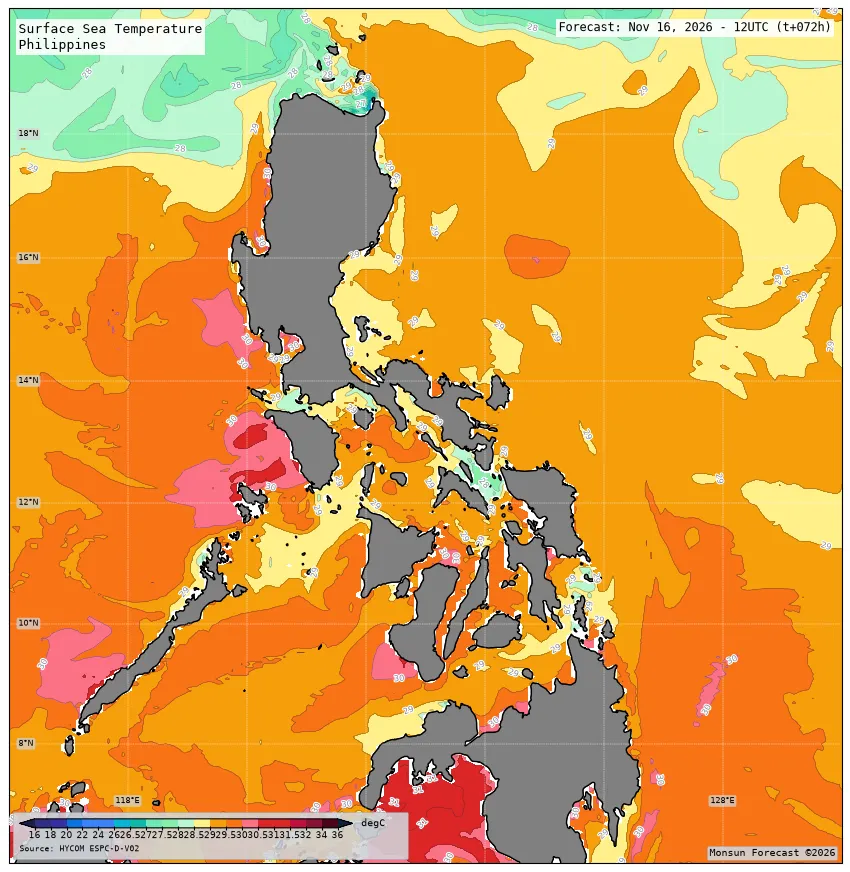 Surface Sea Temperature
Philippines
Forecast: Nov 16, 2026 - 12UTC (t+072h)
18°N
16°N
14°N
12°N
10°N
8°N
118°E
128°E
degC
16 18 20 22 24 26 26.5 27 27.5 28 28.5 29 29.5 30 30.5 31 31.5 32 34 36
Source: HYCOM ESPC-D-V02
Monsun Forecast ©2026